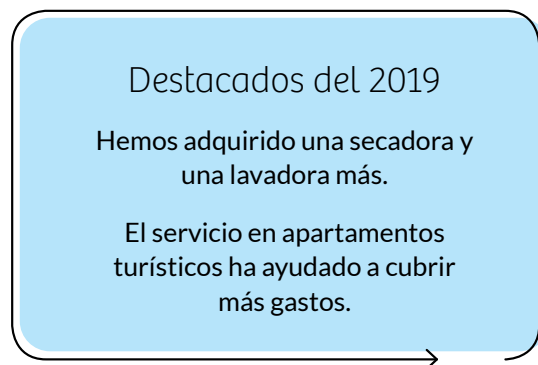 Destacados del 2019
Hemos adquirido una secadora y
una lavadora más.
El servicio en apartamentos
turísticos ha ayudado a cubrir
más gastos.